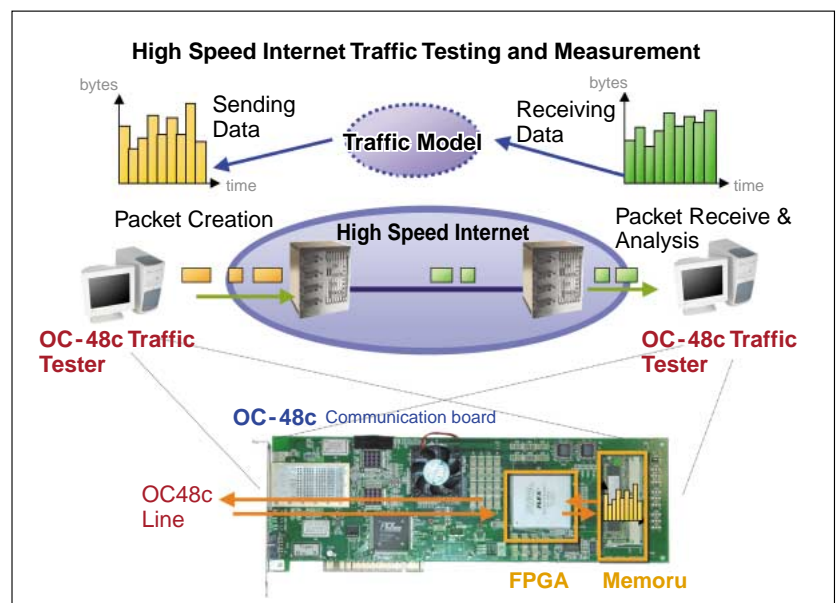 High Speed Internet Traffic Testing and Measurement
bytes
Sending
Data
time
Traffic Model
Receiving
Data
bytes
time
Packet Creation
High Speed Internet
Packet Receive &
Analysis
OC-48c Traffic
Tester
OC-48c Traffic
Tester
OC-48c Communication board
OC48c
Line
FLEX
FPGA
Memoru